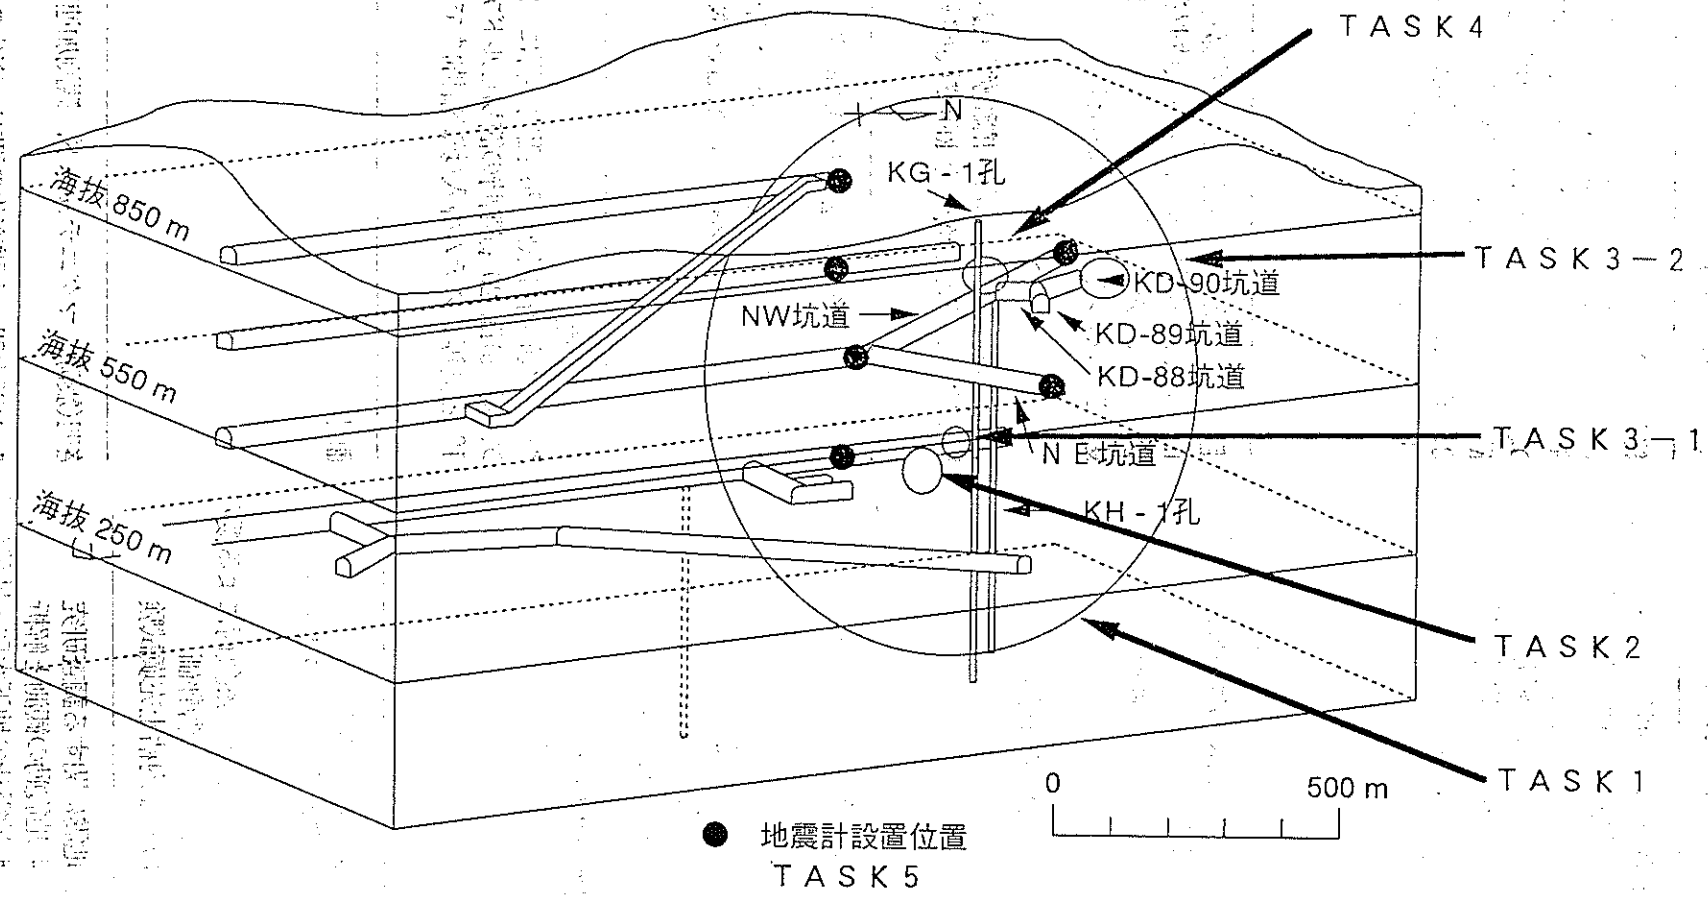 TASK4
N
KG-1孔
海抜 850 m
TASK3-2
KD-90坑道
NW坑道
KD-89坑道
海抜 550 m
KD-88坑道
TASK3-1
NE坑道
海抜 250 m
KH-1孔
TASK2
TASK1
0 500 m
地震計設置位置
TASK5